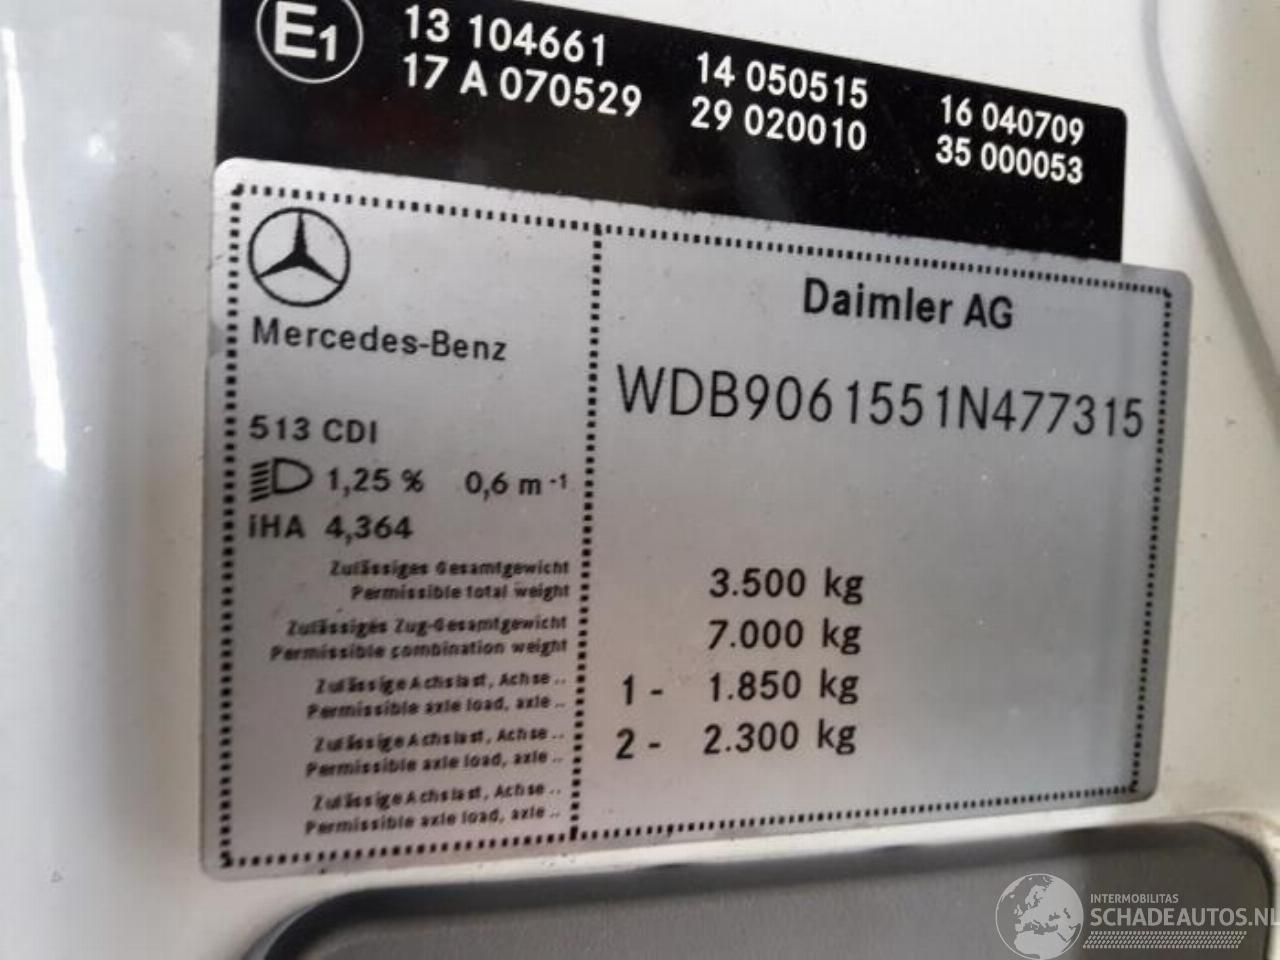 E1
13 104661 14 050515 16 040709
17 A 070529 29 020010 35 000053
Mercedes-Benz
Daimler AG
WDB9061551N477315
513 CDI
1,25 % 0,6 m -1
iHA 4,364
Zulässiges Gesamtgewicht
Permissible total weight 3.500 kg
Zulässiges Zug-Gesamtgewicht
Permissible combination weight 7.000 kg
Zulässige Achslast, Achse ..
Permissible axle load, axle .. 1 - 1.850 kg
Zulässige Achslast, Achse ..
Permissible axle load, axle .. 2 - 2.300 kg
Zulässige Achslast, Achse ..
Permissible axle load, axle ..
INTERMOBILITAS
SCHADEAUTOS.NL